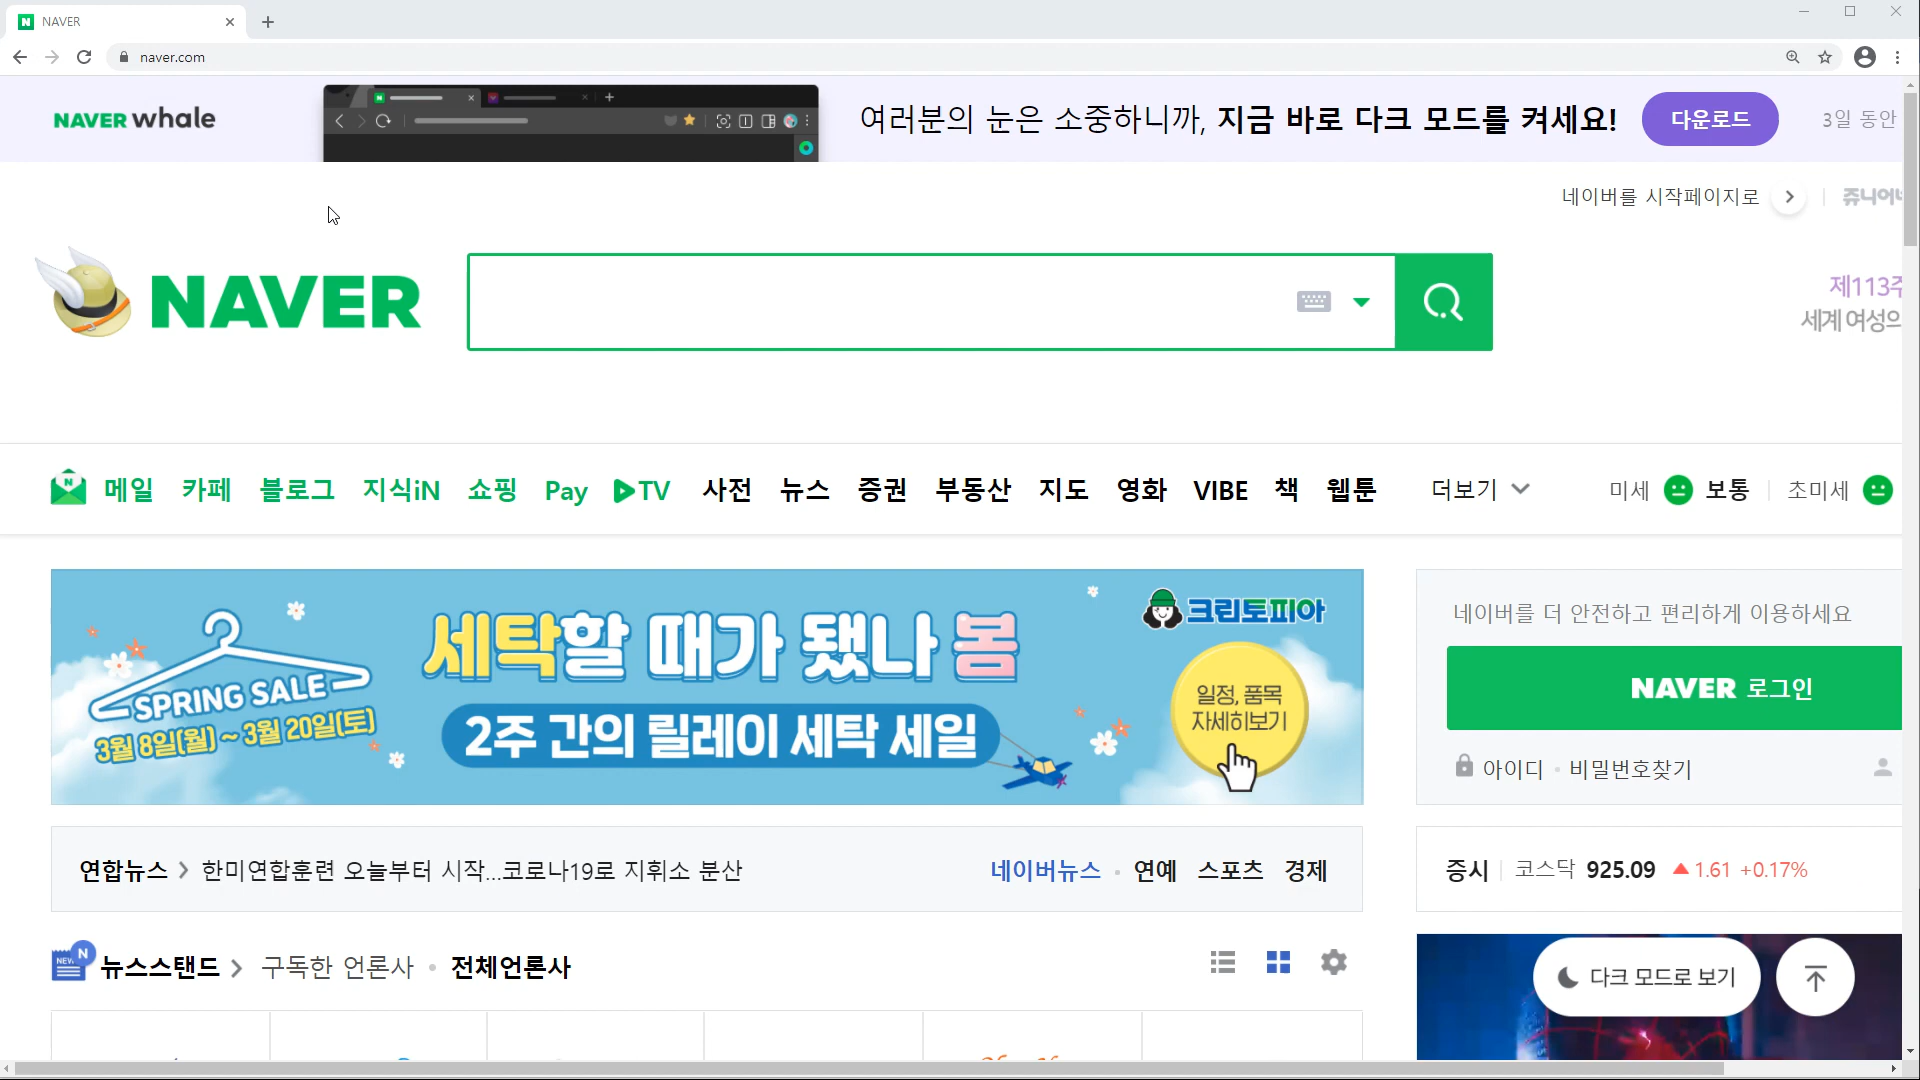 NAVER
naver.com
NAVER whale
여러분의 눈은 소중하니까, 지금 바로 다크 모드를 켜세요!
다운로드
3일 동안
네이버를 시작페이지로
쥬니어
NAVER
제113주
세계 여성의
메일 카페 블로그 지식iN 쇼핑 Pay TV 사전 뉴스 증권 부동산 지도 영화 VIBE 책 웹툰 더보기
미세 보통 초미세
SPRING SALE
3월 8일(월) ~ 3월 20일(토)
세탁할 때가 됐나 봄
2주 간의 릴레이 세탁 세일
크린토피아
일정, 품목
자세히보기
네이버를 더 안전하고 편리하게 이용하세요
NAVER 로그인
아이디 · 비밀번호찾기
연합뉴스 > 한미연합훈련 오늘부터 시작...코로나19로 지휘소 분산
네이버뉴스 · 연예 스포츠 경제
증시 코스닥 925.09 ▲ 1.61 +0.17%
뉴스스탠드 > 구독한 언론사 · 전체언론사
다크 모드로 보기